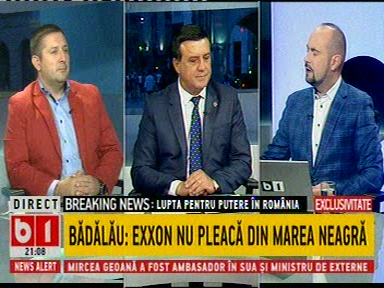 DIRECT
BREAKING NEWS : LUPTA PENTRU PUTERE ÎN ROMÂNIA
EXCLUSIVITATE
b1
21:08
BĂDĂLĂU: EXXON NU PLEACĂ DIN MAREA NEAGRĂ
NEWS ALERT
MIRCEA GEOANĂ A FOST AMBASADOR ÎN SUA ȘI MINISTRU DE EXTERNE